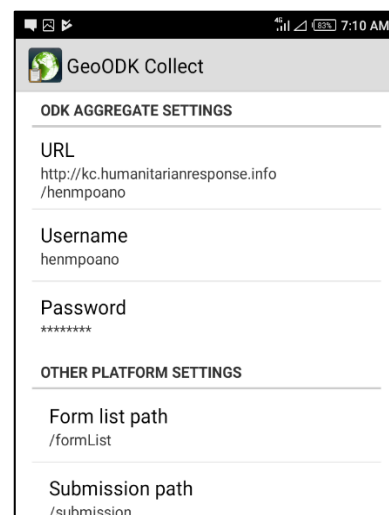 4G 83% 7:10 AM
GeoODK Collect
ODK AGGREGATE SETTINGS
URL
http://kc.humanitarianresponse.info
/henmpoano
Username
henmpoano
Password
********
OTHER PLATFORM SETTINGS
Form list path
/formList
Submission path
/submission